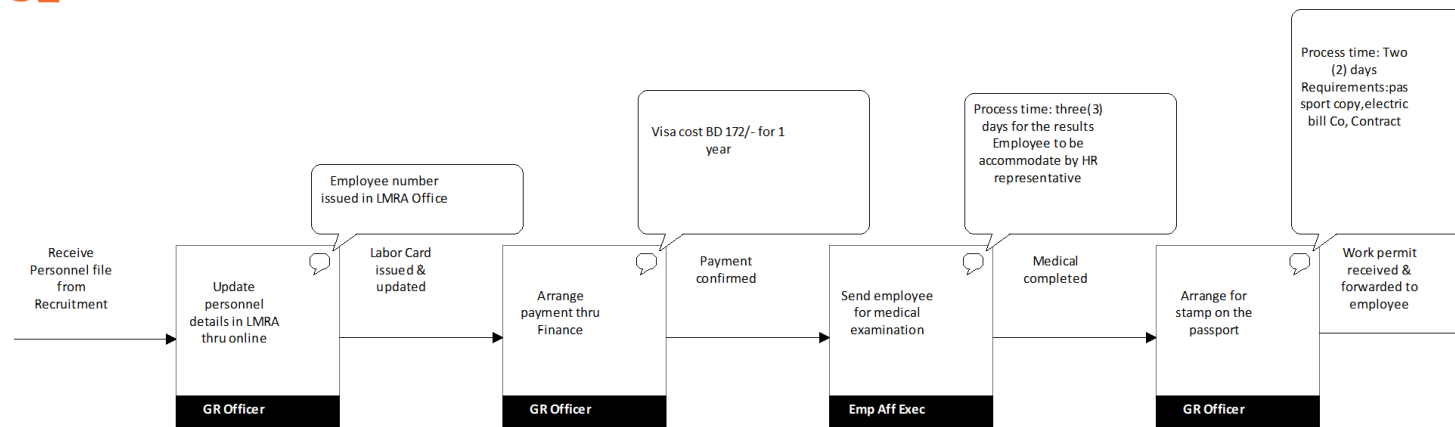 Receive
Personnel file
from
Recruitment
Update
personnel
details in LMRA
thru online
GR Officer
Employee number
issued in LMRA Office
Labor Card
issued &
updated
Arrange
payment thru
Finance
GR Officer
Visa cost BD 172/- for 1
year
Payment
confirmed
Send employee
for medical
examination
Emp Aff Exec
Process time: three(3)
days for the results
Employee to be
accommodate by HR
representative
Medical
completed
Arrange for
stamp on the
passport
GR Officer
Process time: Two
(2) days
Requirements:pas
sport copy,electric
bill Co, Contract
Work permit
received &
forwarded to
employee